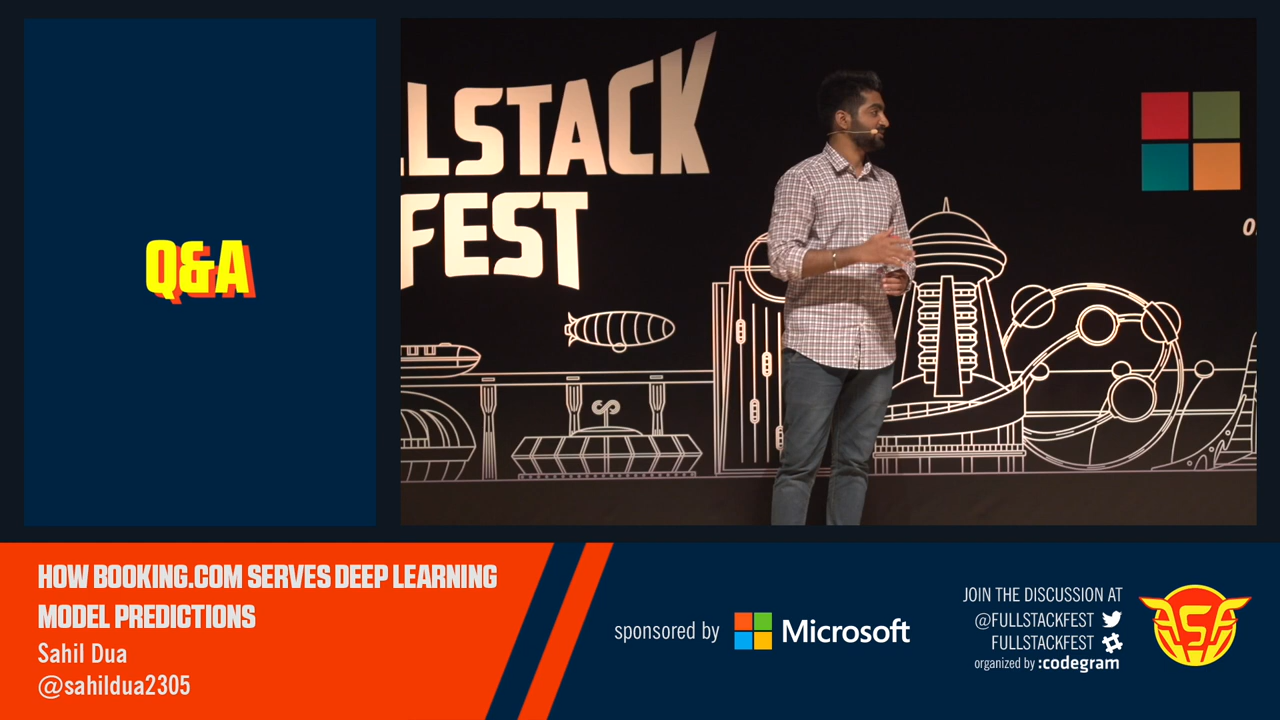 Q&A
LLSTACK
FEST
HOW BOOKING.COM SERVES DEEP LEARNING
MODEL PREDICTIONS
Sahil Dua
@sahildua2305
sponsored by Microsoft
JOIN THE DISCUSSION AT
@FULLSTACKFEST
FULLSTACKFEST
organized by :codegram
FSF